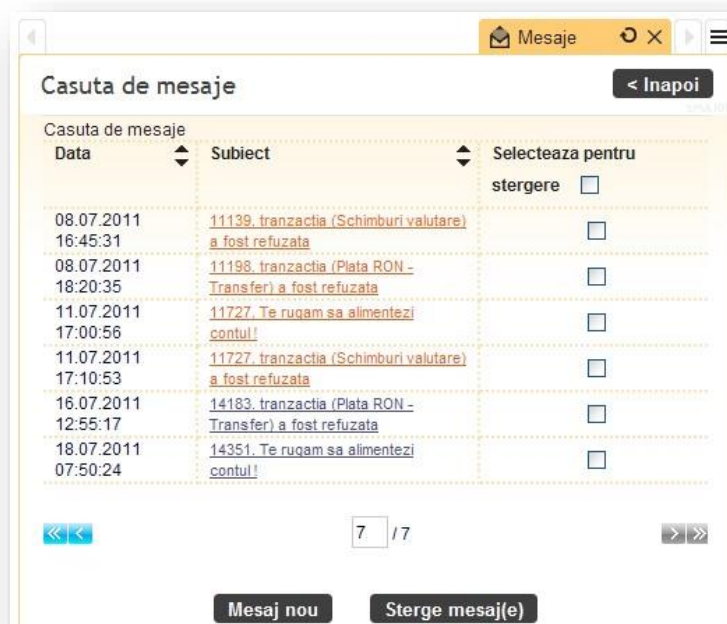 Mesaje
Casuta de mesaje
< Inapoi
Casuta de mesaje
Data Subiect Selecteaza pentru
stergere
08.07.2011 11139, tranzactia (Schimburi valutare)
16:45:31 a fost refuzata
08.07.2011 11198, tranzactia (Plata RON -
18:20:35 Transfer) a fost refuzata
11.07.2011 11727, Te rugam sa alimentezi
17:00:56 contul !
11.07.2011 11727, tranzactia (Schimburi valutare)
17:10:53 a fost refuzata
16.07.2011 14183, tranzactia (Plata RON -
12:55:17 Transfer) a fost refuzata
18.07.2011 14351, Te rugam sa alimentezi
07:50:24 contul !
7 / 7
Mesaj nou Sterge mesaj(e)